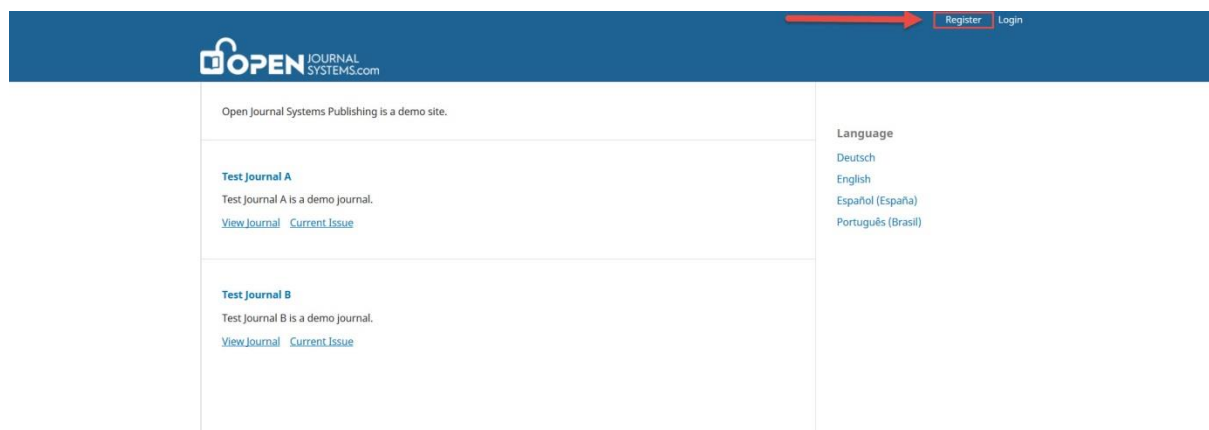 Register Login
OPEN JOURNAL
SYSTEMS.com
Open Journal Systems Publishing is a demo site.
Test Journal A
Test Journal A is a demo journal.
View Journal Current Issue
Test Journal B
Test Journal B is a demo journal.
View Journal Current Issue
Language
Deutsch
English
Español (España)
Português (Brasil)